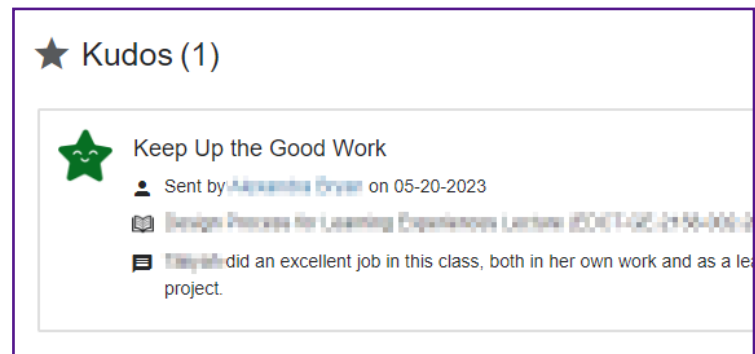 Kudos (1)
Keep Up the Good Work
Sent by on 05-20-2023
did an excellent job in this class, both in her own work and as a
project.